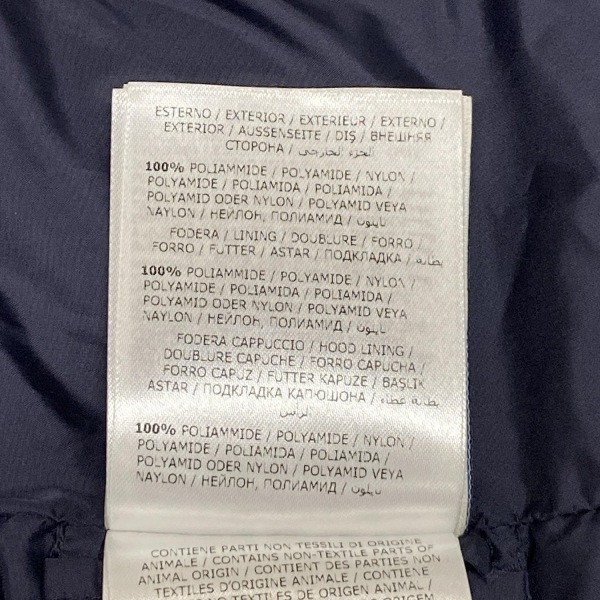 ESTERNO / EXTERIOR / EXTERIEUR / EXTERNO /
EXTERIOR / AUSSENSEITE / DIŞ / ВНЕШНЯЯ
СТОРОНА / الجزء الخارجي
100% POLIAMMIDE / POLYAMIDE / NYLON /
POLYAMIDE / POLIAMIDA / POLIAMIDA /
POLYAMID ODER NYLON / POLYAMID VEYA
NAYLON / НЕЙЛОН, ПОЛИАМИД / نايلون
FODERA / LINING / DOUBLURE / FORRO /
FORRO / FUTTER / ASTAR / ПОДКЛАДКА / بطانة
100% POLIAMMIDE / POLYAMIDE / NYLON /
POLYAMIDE / POLIAMIDA / POLIAMIDA /
POLYAMID ODER NYLON / POLYAMID VEYA
NAYLON / НЕЙЛОН, ПОЛИАМИД / نايلون
FODERA CAPPUCCIO / HOOD LINING /
DOUBLURE CAPUCHE / FORRO CAPUCHA /
FORRO CAPUZ / FUTTER KAPUZE / BAŞLIK
ASTAR / ПОДКЛАДКА КАПЮШОНА / بطانة غطاء
الرأس
100% POLIAMMIDE / POLYAMIDE / NYLON /
POLYAMIDE / POLIAMIDA / POLIAMIDA /
POLYAMID ODER NYLON / POLYAMID VEYA
NAYLON / НЕЙЛОН, ПОЛИАМИД / نايلون
CONTIENE PARTI NON TESSILI DI ORIGINE
ANIMALE / CONTAINS NON-TEXTILE PARTS OF
ANIMAL ORIGIN / CONTIENT DES PARTIES NON
TEXTILES D'ORIGINE ANIMALE / CONTIENE
TEXTILES DE ORIGEN